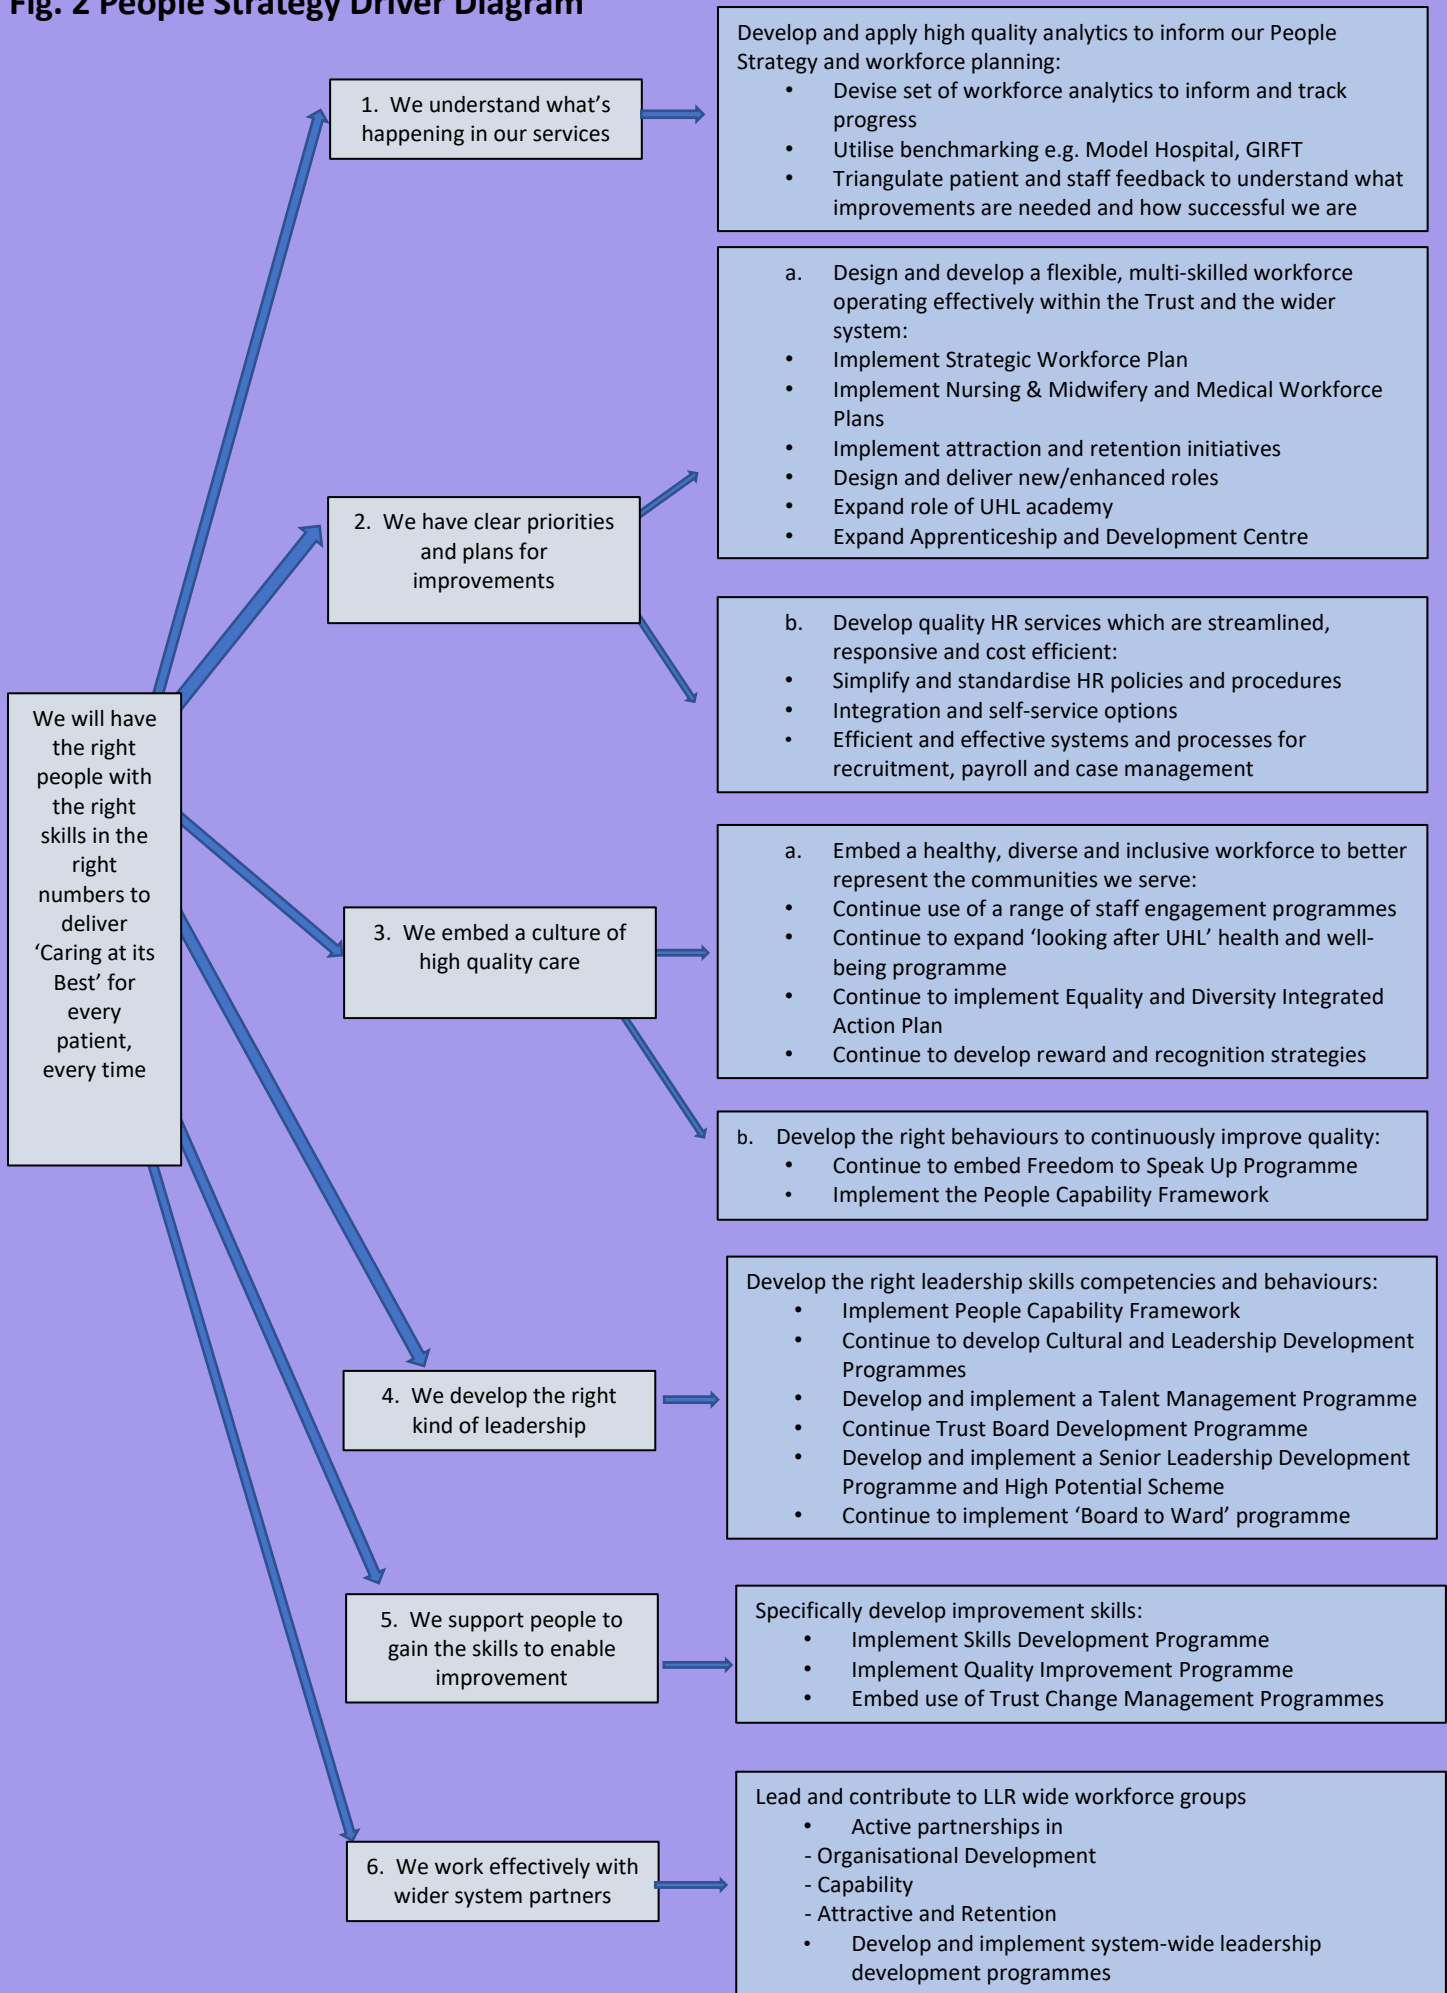 Fig. 2 People Strategy Driver Diagram
We will have
the right
people with
the right
skills in the
right
numbers to
deliver
‘Caring at its
Best’ for
every
patient,
every time
1. We understand what’s
happening in our services
Develop and apply high quality analytics to inform our People
Strategy and workforce planning:
• Devise set of workforce analytics to inform and track
progress
• Utilise benchmarking e.g. Model Hospital, GIRFT
• Triangulate patient and staff feedback to understand what
improvements are needed and how successful we are
2. We have clear priorities
and plans for
improvements
a. Design and develop a flexible, multi-skilled workforce
operating effectively within the Trust and the wider
system:
• Implement Strategic Workforce Plan
• Implement Nursing & Midwifery and Medical Workforce
Plans
• Implement attraction and retention initiatives
• Design and deliver new/enhanced roles
• Expand role of UHL academy
• Expand Apprenticeship and Development Centre
b. Develop quality HR services which are streamlined,
responsive and cost efficient:
• Simplify and standardise HR policies and procedures
• Integration and self-service options
• Efficient and effective systems and processes for
recruitment, payroll and case management
3. We embed a culture of
high quality care
a. Embed a healthy, diverse and inclusive workforce to better
represent the communities we serve:
• Continue use of a range of staff engagement programmes
• Continue to expand ‘looking after UHL’ health and well-
being programme
• Continue to implement Equality and Diversity Integrated
Action Plan
• Continue to develop reward and recognition strategies
b. Develop the right behaviours to continuously improve quality:
• Continue to embed Freedom to Speak Up Programme
• Implement the People Capability Framework
4. We develop the right
kind of leadership
Develop the right leadership skills competencies and behaviours:
• Implement People Capability Framework
• Continue to develop Cultural and Leadership Development
Programmes
• Develop and implement a Talent Management Programme
• Continue Trust Board Development Programme
• Develop and implement a Senior Leadership Development
Programme and High Potential Scheme
• Continue to implement ‘Board to Ward’ programme
5. We support people to
gain the skills to enable
improvement
Specifically develop improvement skills:
• Implement Skills Development Programme
• Implement Quality Improvement Programme
• Embed use of Trust Change Management Programmes
6. We work effectively with
wider system partners
Lead and contribute to LLR wide workforce groups
• Active partnerships in
- Organisational Development
- Capability
- Attractive and Retention
• Develop and implement system-wide leadership
development programmes